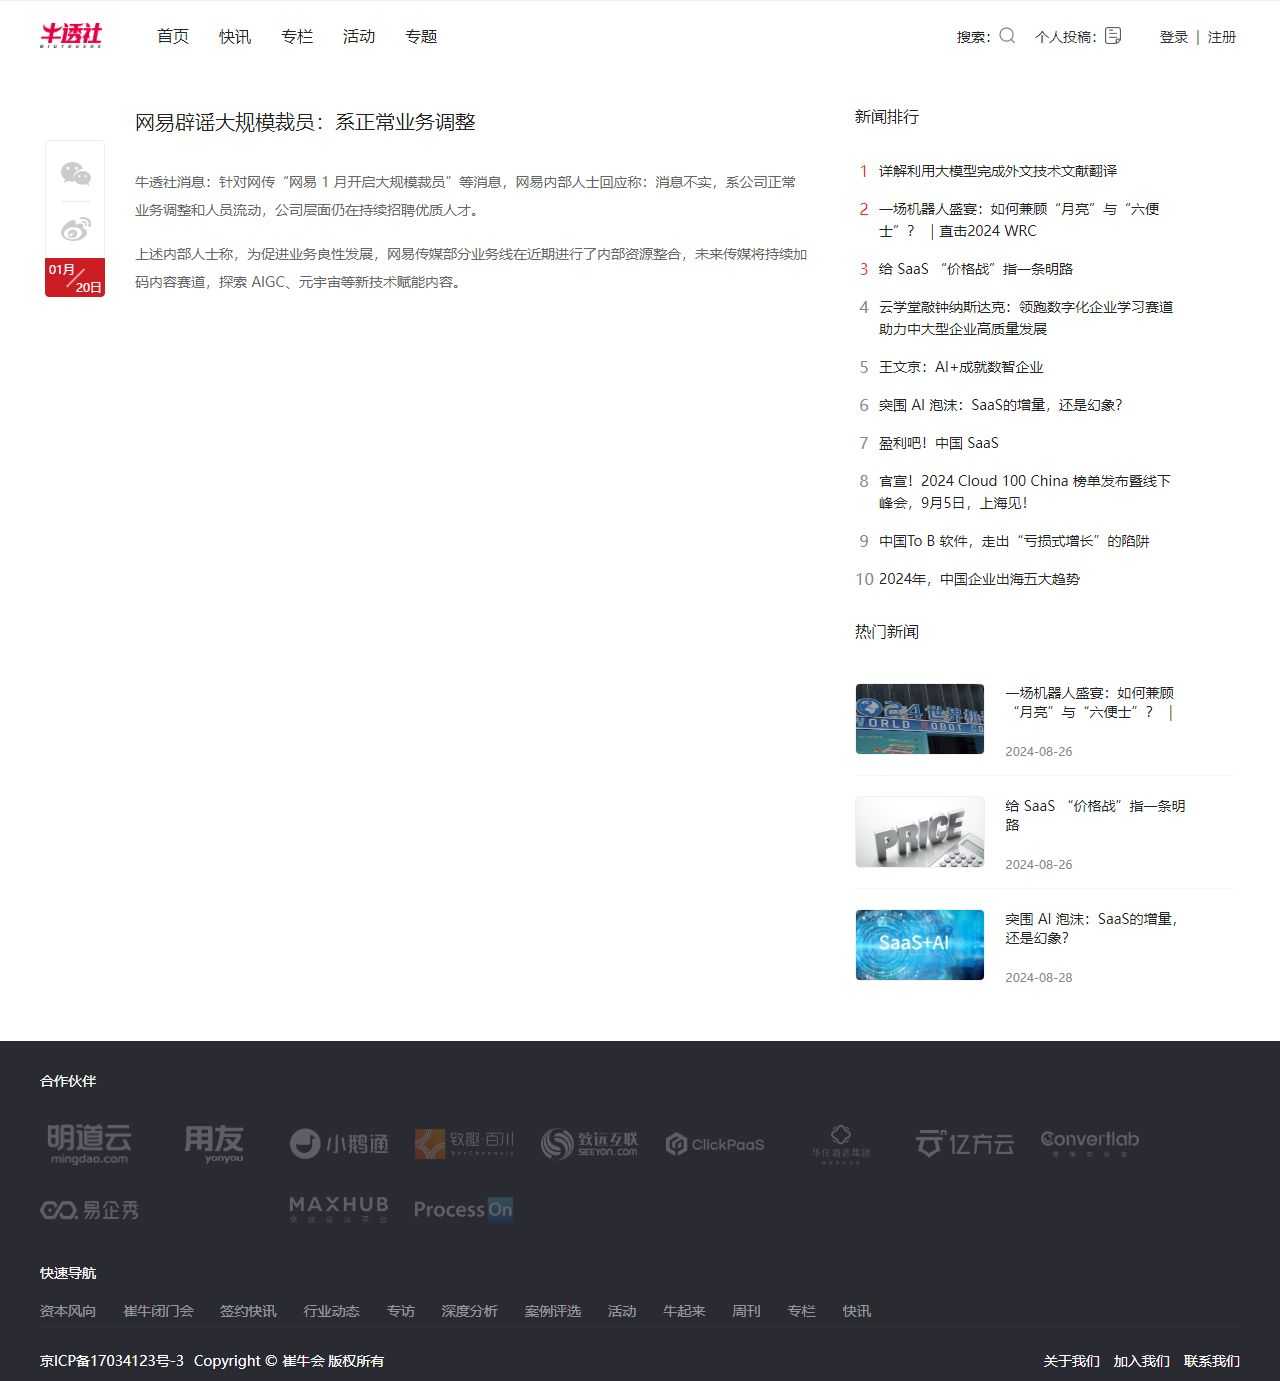 牛透社
首页 快讯 专栏 活动 专题
搜索： 个人投稿： 登录 | 注册
网易辟谣大规模裁员：系正常业务调整
牛透社消息：针对网传“网易 1 月开启大规模裁员”等消息，网易内部人士回应称：消息不实，系公司正常
业务调整和人员流动，公司层面仍在持续招聘优质人才。
上述内部人士称，为促进业务良性发展，网易传媒部分业务线在近期进行了内部资源整合，未来传媒将持续加
码内容赛道，探索 AIGC、元宇宙等新技术赋能内容。
01月
20日
新闻排行
1 详解利用大模型完成外文技术文献翻译
2 一场机器人盛宴：如何兼顾“月亮”与“六便
士”？ ｜直击2024 WRC
3 给 SaaS “价格战”指一条明路
4 云学堂敲钟纳斯达克：领跑数字化企业学习赛道
助力中大型企业高质量发展
5 王文京：AI+成就数智企业
6 突围 AI 泡沫：SaaS的增量，还是幻象？
7 盈利吧！中国 SaaS
8 官宣！2024 Cloud 100 China 榜单发布暨线下
峰会，9月5日，上海见！
9 中国To B 软件，走出“亏损式增长”的陷阱
10 2024年，中国企业出海五大趋势
热门新闻
24世界机
WORLD ROBOT CO
一场机器人盛宴：如何兼顾
“月亮”与“六便士”？ ｜
2024-08-26
PRICE
给 SaaS “价格战”指一条明
路
2024-08-26
SaaS+AI
突围 AI 泡沫：SaaS的增量，
还是幻象？
2024-08-28
合作伙伴
明道云
mingdao.com
用友
yonyou
小鹅通
致趣·百川
致远互联
SEEYON.COM
ClickPaaS
华住酒店集团
亿方云
Convertlab
易企秀
MAXHUB
ProcessOn
快速导航
资本风向 崔牛闭门会 签约快讯 行业动态 专访 深度分析 案例评选 活动 牛起来 周刊 专栏 快讯
京ICP备17034123号-3 Copyright © 崔牛会 版权所有
关于我们 加入我们 联系我们